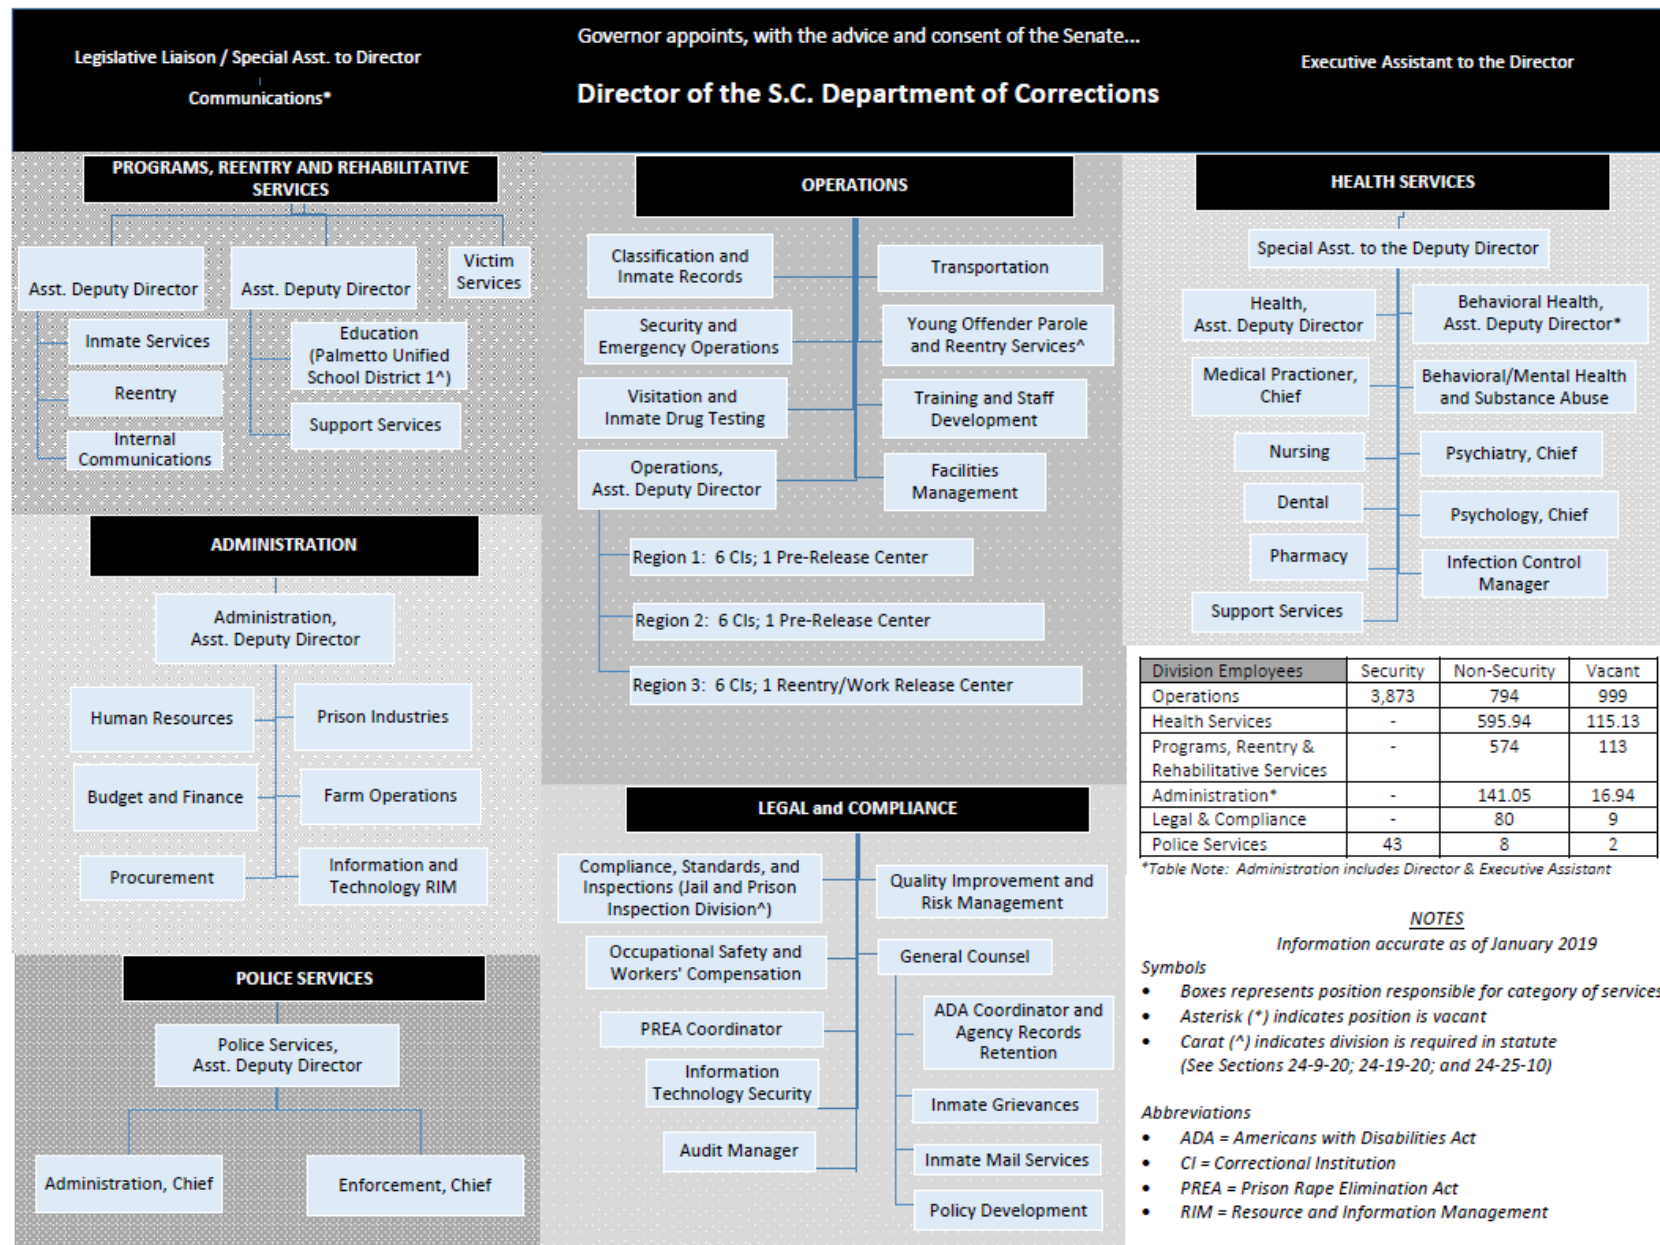 Legislative Liaison / Special Asst. to Director
Communications*
Governor appoints, with the advice and consent of the Senate...
Director of the S.C. Department of Corrections
Executive Assistant to the Director
PROGRAMS, REENTRY AND REHABILITATIVE
SERVICES
Asst. Deputy Director
Asst. Deputy Director
Victim
Services
Inmate Services
Reentry
Internal
Communications
Education
(Palmetto Unified
School District 1^)
Support Services
ADMINISTRATION
Administration,
Asst. Deputy Director
Human Resources
Prison Industries
Budget and Finance
Farm Operations
Procurement
Information and
Technology RIM
POLICE SERVICES
Police Services,
Asst. Deputy Director
Administration, Chief
Enforcement, Chief
OPERATIONS
Classification and
Inmate Records
Transportation
Security and
Emergency Operations
Young Offender Parole
and Reentry Services^
Visitation and
Inmate Drug Testing
Training and Staff
Development
Operations,
Asst. Deputy Director
Facilities
Management
Region 1: 6 CIs; 1 Pre-Release Center
Region 2: 6 CIs; 1 Pre-Release Center
Region 3: 6 CIs; 1 Reentry/Work Release Center
LEGAL and COMPLIANCE
Compliance, Standards, and
Inspections (Jail and Prison
Inspection Division^)
Quality Improvement and
Risk Management
Occupational Safety and
Workers' Compensation
General Counsel
PREA Coordinator
ADA Coordinator and
Agency Records
Retention
Information
Technology Security
Inmate Grievances
Audit Manager
Inmate Mail Services
Policy Development
HEALTH SERVICES
Special Asst. to the Deputy Director
Health,
Asst. Deputy Director
Behavioral Health,
Asst. Deputy Director*
Medical Practioner,
Chief
Behavioral/Mental Health
and Substance Abuse
Nursing
Psychiatry, Chief
Dental
Psychology, Chief
Pharmacy
Infection Control
Manager
Support Services
Division Employees Security Non-Security Vacant
Operations 3,873 794 999
Health Services - 595.94 115.13
Programs, Reentry & - 574 113
Rehabilitative Services
Administration* - 141.05 16.94
Legal & Compliance - 80 9
Police Services 43 8 2
*Table Note: Administration includes Director & Executive Assistant
NOTES
Information accurate as of January 2019
Symbols
• Boxes represents position responsible for category of services
• Asterisk (*) indicates position is vacant
• Carat (^) indicates division is required in statute
(See Sections 24-9-20; 24-19-20; and 24-25-10)
Abbreviations
• ADA = Americans with Disabilities Act
• CI = Correctional Institution
• PREA = Prison Rape Elimination Act
• RIM = Resource and Information Management